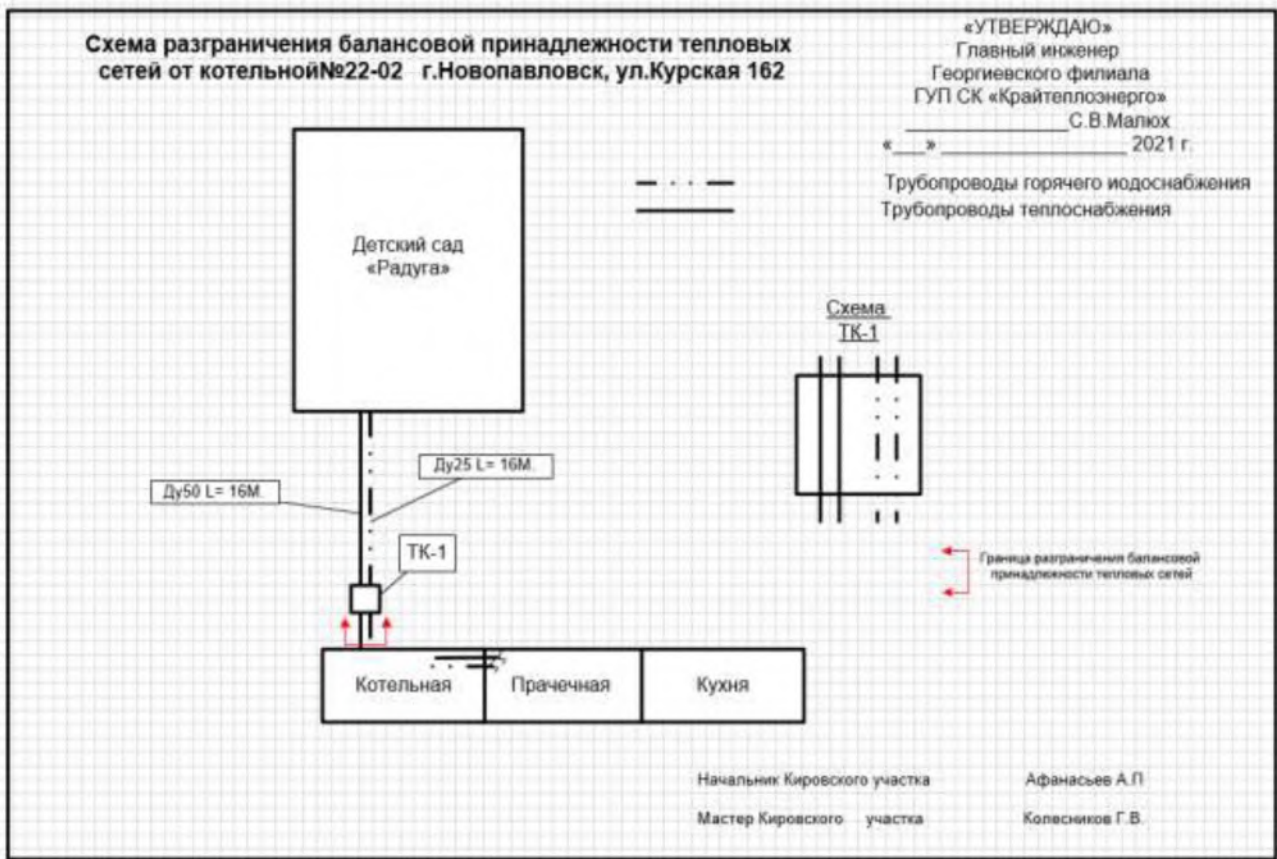 Схема разграничения балансовой принадлежности тепловых
сетей от котельной№22-02 г.Новопавловск, ул.Курская 162
«УТВЕРЖДАЮ»
Главный инженер
Георгиевского филиала
ГУП СК «Крайтеплоэнерго»
____________________С.В.Малюх
«___» ______________________ 2021 г.
Трубопроводы горячего иодоснабжения
Трубопроводы теплоснабжения
Детский сад
«Радуга»
Схема
ТК-1
Ду25 L= 16М.
Ду50 L= 16М.
ТК-1
Граница разграничения балансовой
принадлежности тепловых сетей
Котельная
Прачечная
Кухня
Начальник Кировского участка Афанасьев А.П
Мастер Кировского участка Колесников Г.В.